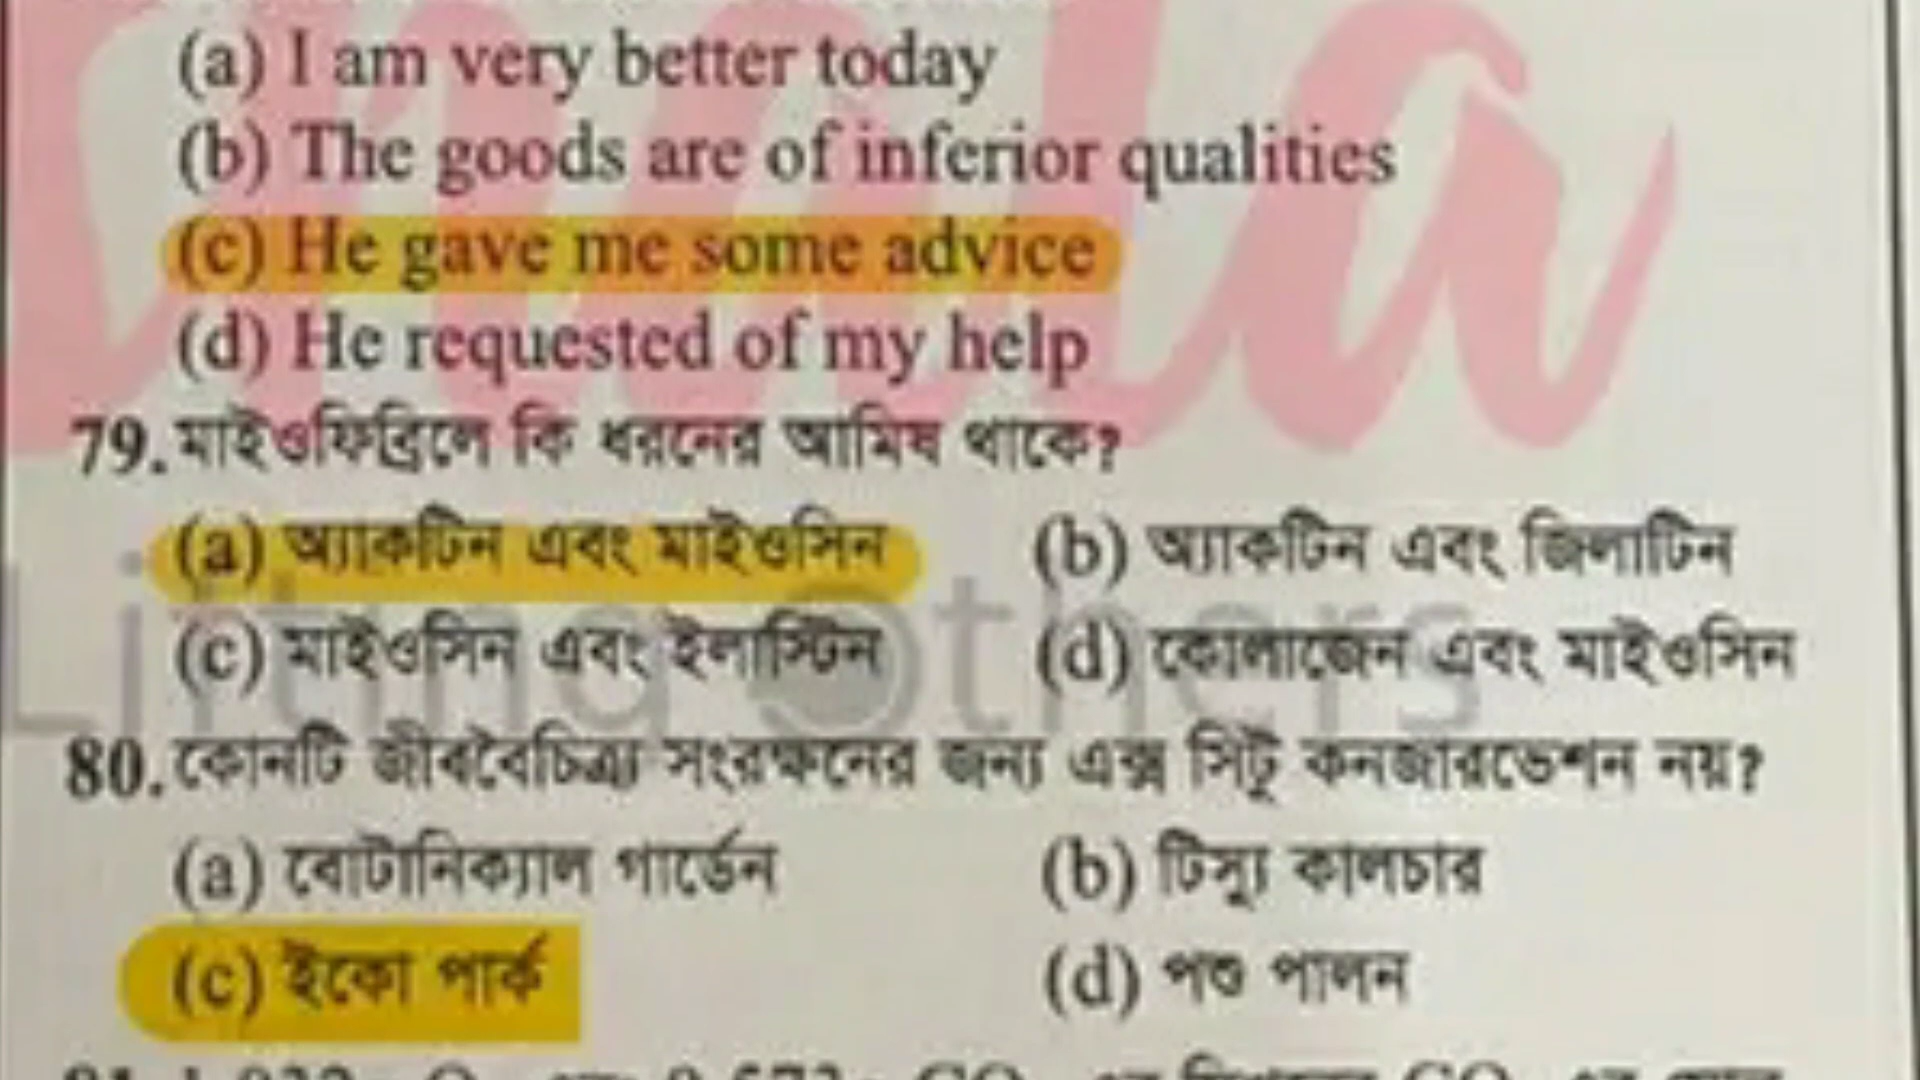 (a) I am very better today
(b) The goods are of inferior qualities
(c) He gave me some advice
(d) He requested of my help
79. মাইওফিব্রিলে কি ধরনের আমিষ থাকে?
(a) অ্যাকটিন এবং মাইওসিন (b) অ্যাকটিন এবং জিলাটিন
(c) মাইওসিন এবং ইলাস্টিন (d) কোলাজেন এবং মাইওসিন
80. কোনটি জীববৈচিত্র্য সংরক্ষনের জন্য এক্স সিটু কনজারভেশন নয়?
(a) বোটানিক্যাল গার্ডেন (b) টিস্যু কালচার
(c) ইকো পার্ক (d) পশু পালন